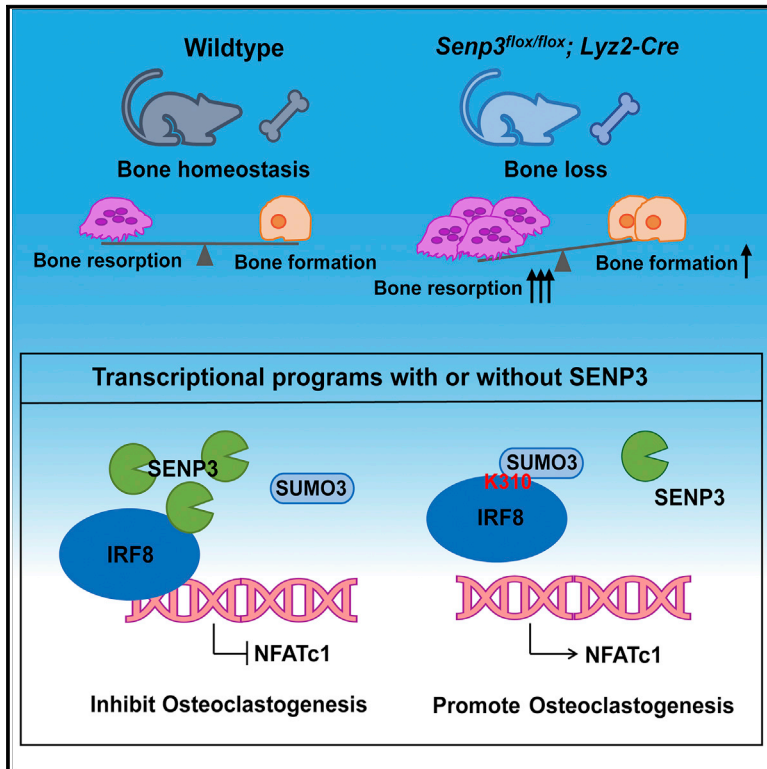 Wildtype
Senp3flox/flox; Lyz2-Cre
Bone homeostasis
Bone loss
Bone resorption
Bone formation
Bone resorption
Bone formation
Transcriptional programs with or without SENP3
SENP3
SUMO3
IRF8
NFATc1
Inhibit Osteoclastogenesis
SUMO3
K310
IRF8
SENP3
NFATc1
Promote Osteoclastogenesis